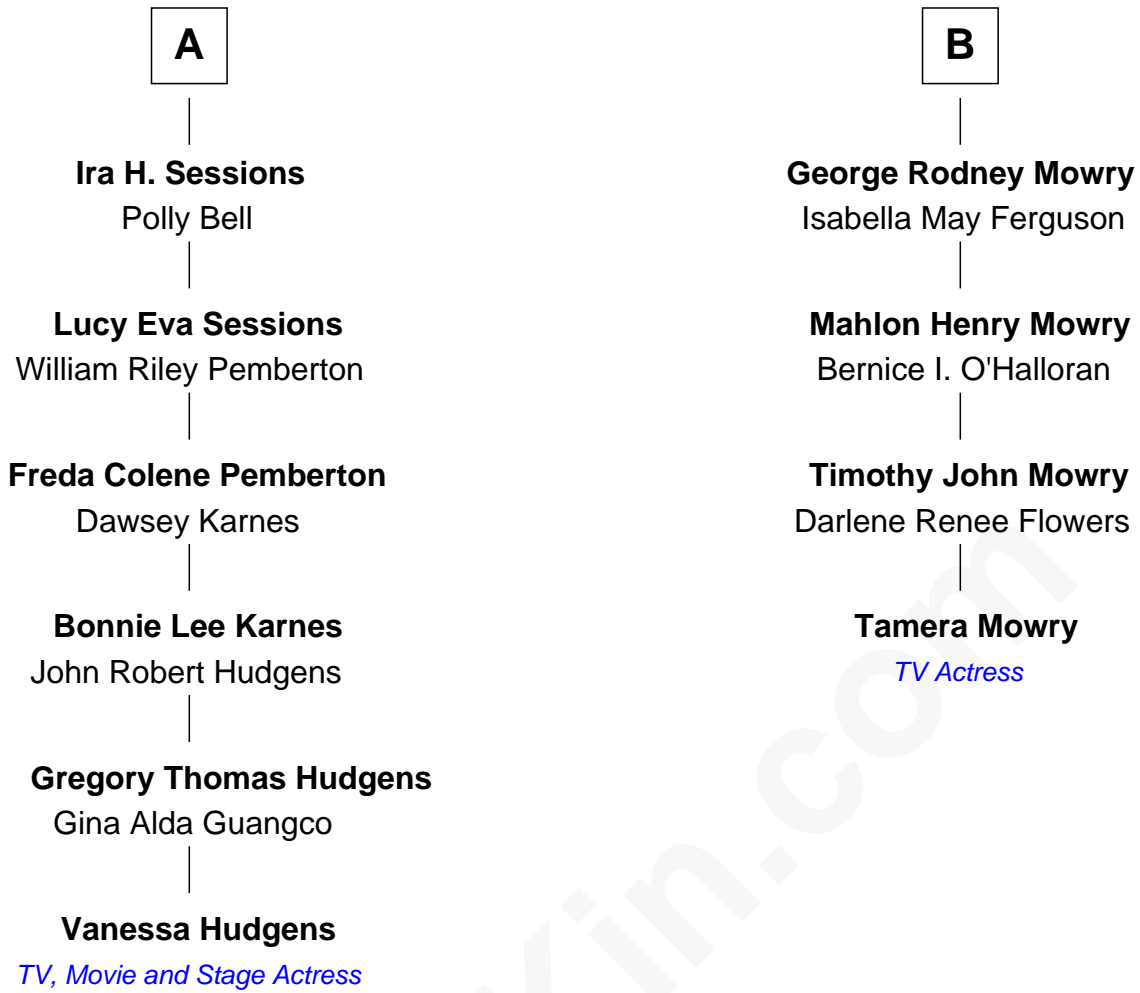 A
Ira H. Sessions
Polly Bell
Lucy Eva Sessions
William Riley Pemberton
Freda Colene Pemberton
Dawsey Karnes
Bonnie Lee Karnes
John Robert Hudgens
Gregory Thomas Hudgens
Gina Alda Guangco
Vanessa Hudgens
TV, Movie and Stage Actress
B
George Rodney Mowry
Isabella May Ferguson
Mahlon Henry Mowry
Bernice I. O'Halloran
Timothy John Mowry
Darlene Renee Flowers
Tamera Mowry
TV Actress
Kin.com